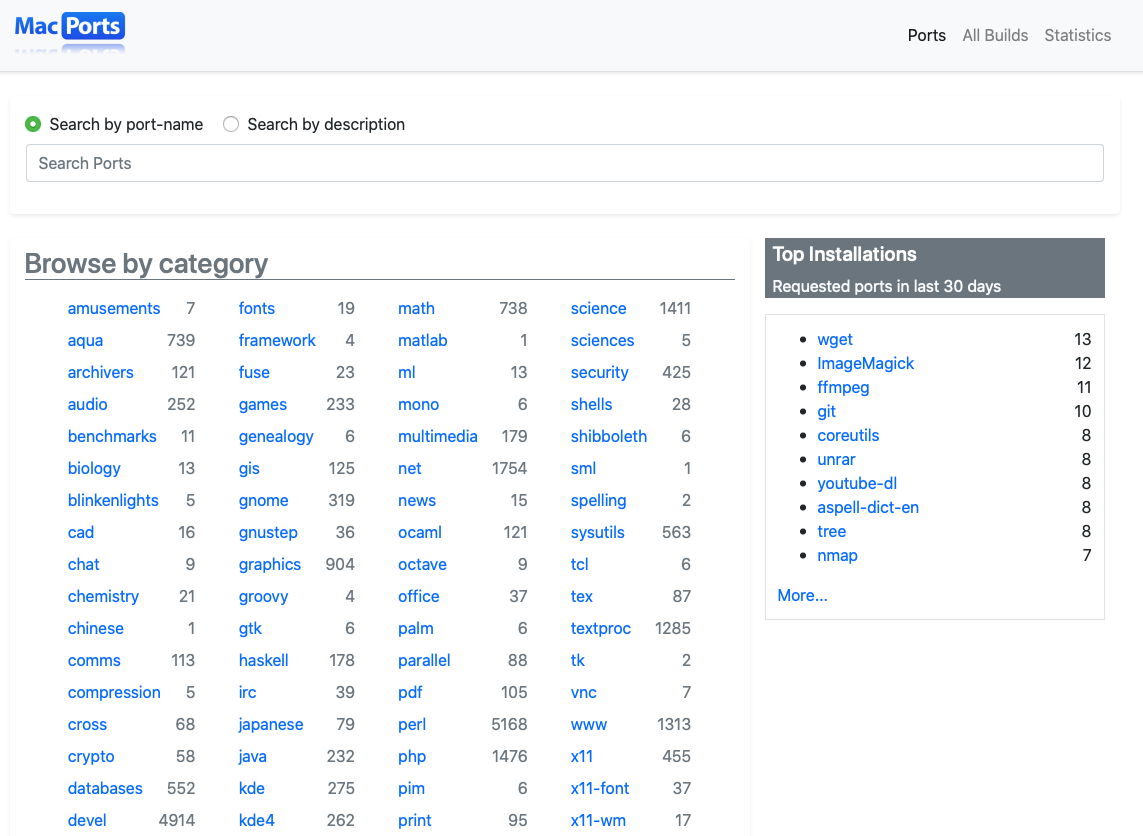 MacPorts
Ports All Builds Statistics
Search by port-name Search by description
Search Ports
Browse by category
amusements 7 fonts 19 math 738 science 1411
aqua 739 framework 4 matlab 1 sciences 5
archivers 121 fuse 23 ml 13 security 425
audio 252 games 233 mono 6 shells 28
benchmarks 11 genealogy 6 multimedia 179 shibboleth 6
biology 13 gis 125 net 1754 sml 1
blinkenlights 5 gnome 319 news 15 spelling 2
cad 16 gnustep 36 ocaml 121 sysutils 563
chat 9 graphics 904 octave 9 tcl 6
chemistry 21 groovy 4 office 37 tex 87
chinese 1 gtk 6 palm 6 textproc 1285
comms 113 haskell 178 parallel 88 tk 2
compression 5 irc 39 pdf 105 vnc 7
cross 68 japanese 79 perl 5168 www 1313
crypto 58 java 232 php 1476 x11 455
databases 552 kde 275 pim 6 x11-font 37
devel 4914 kde4 262 print 95 x11-wm 17
Top Installations
Requested ports in last 30 days
wget 13
ImageMagick 12
ffmpeg 11
git 10
coreutils 8
unrar 8
youtube-dl 8
aspell-dict-en 8
tree 8
nmap 7
More...